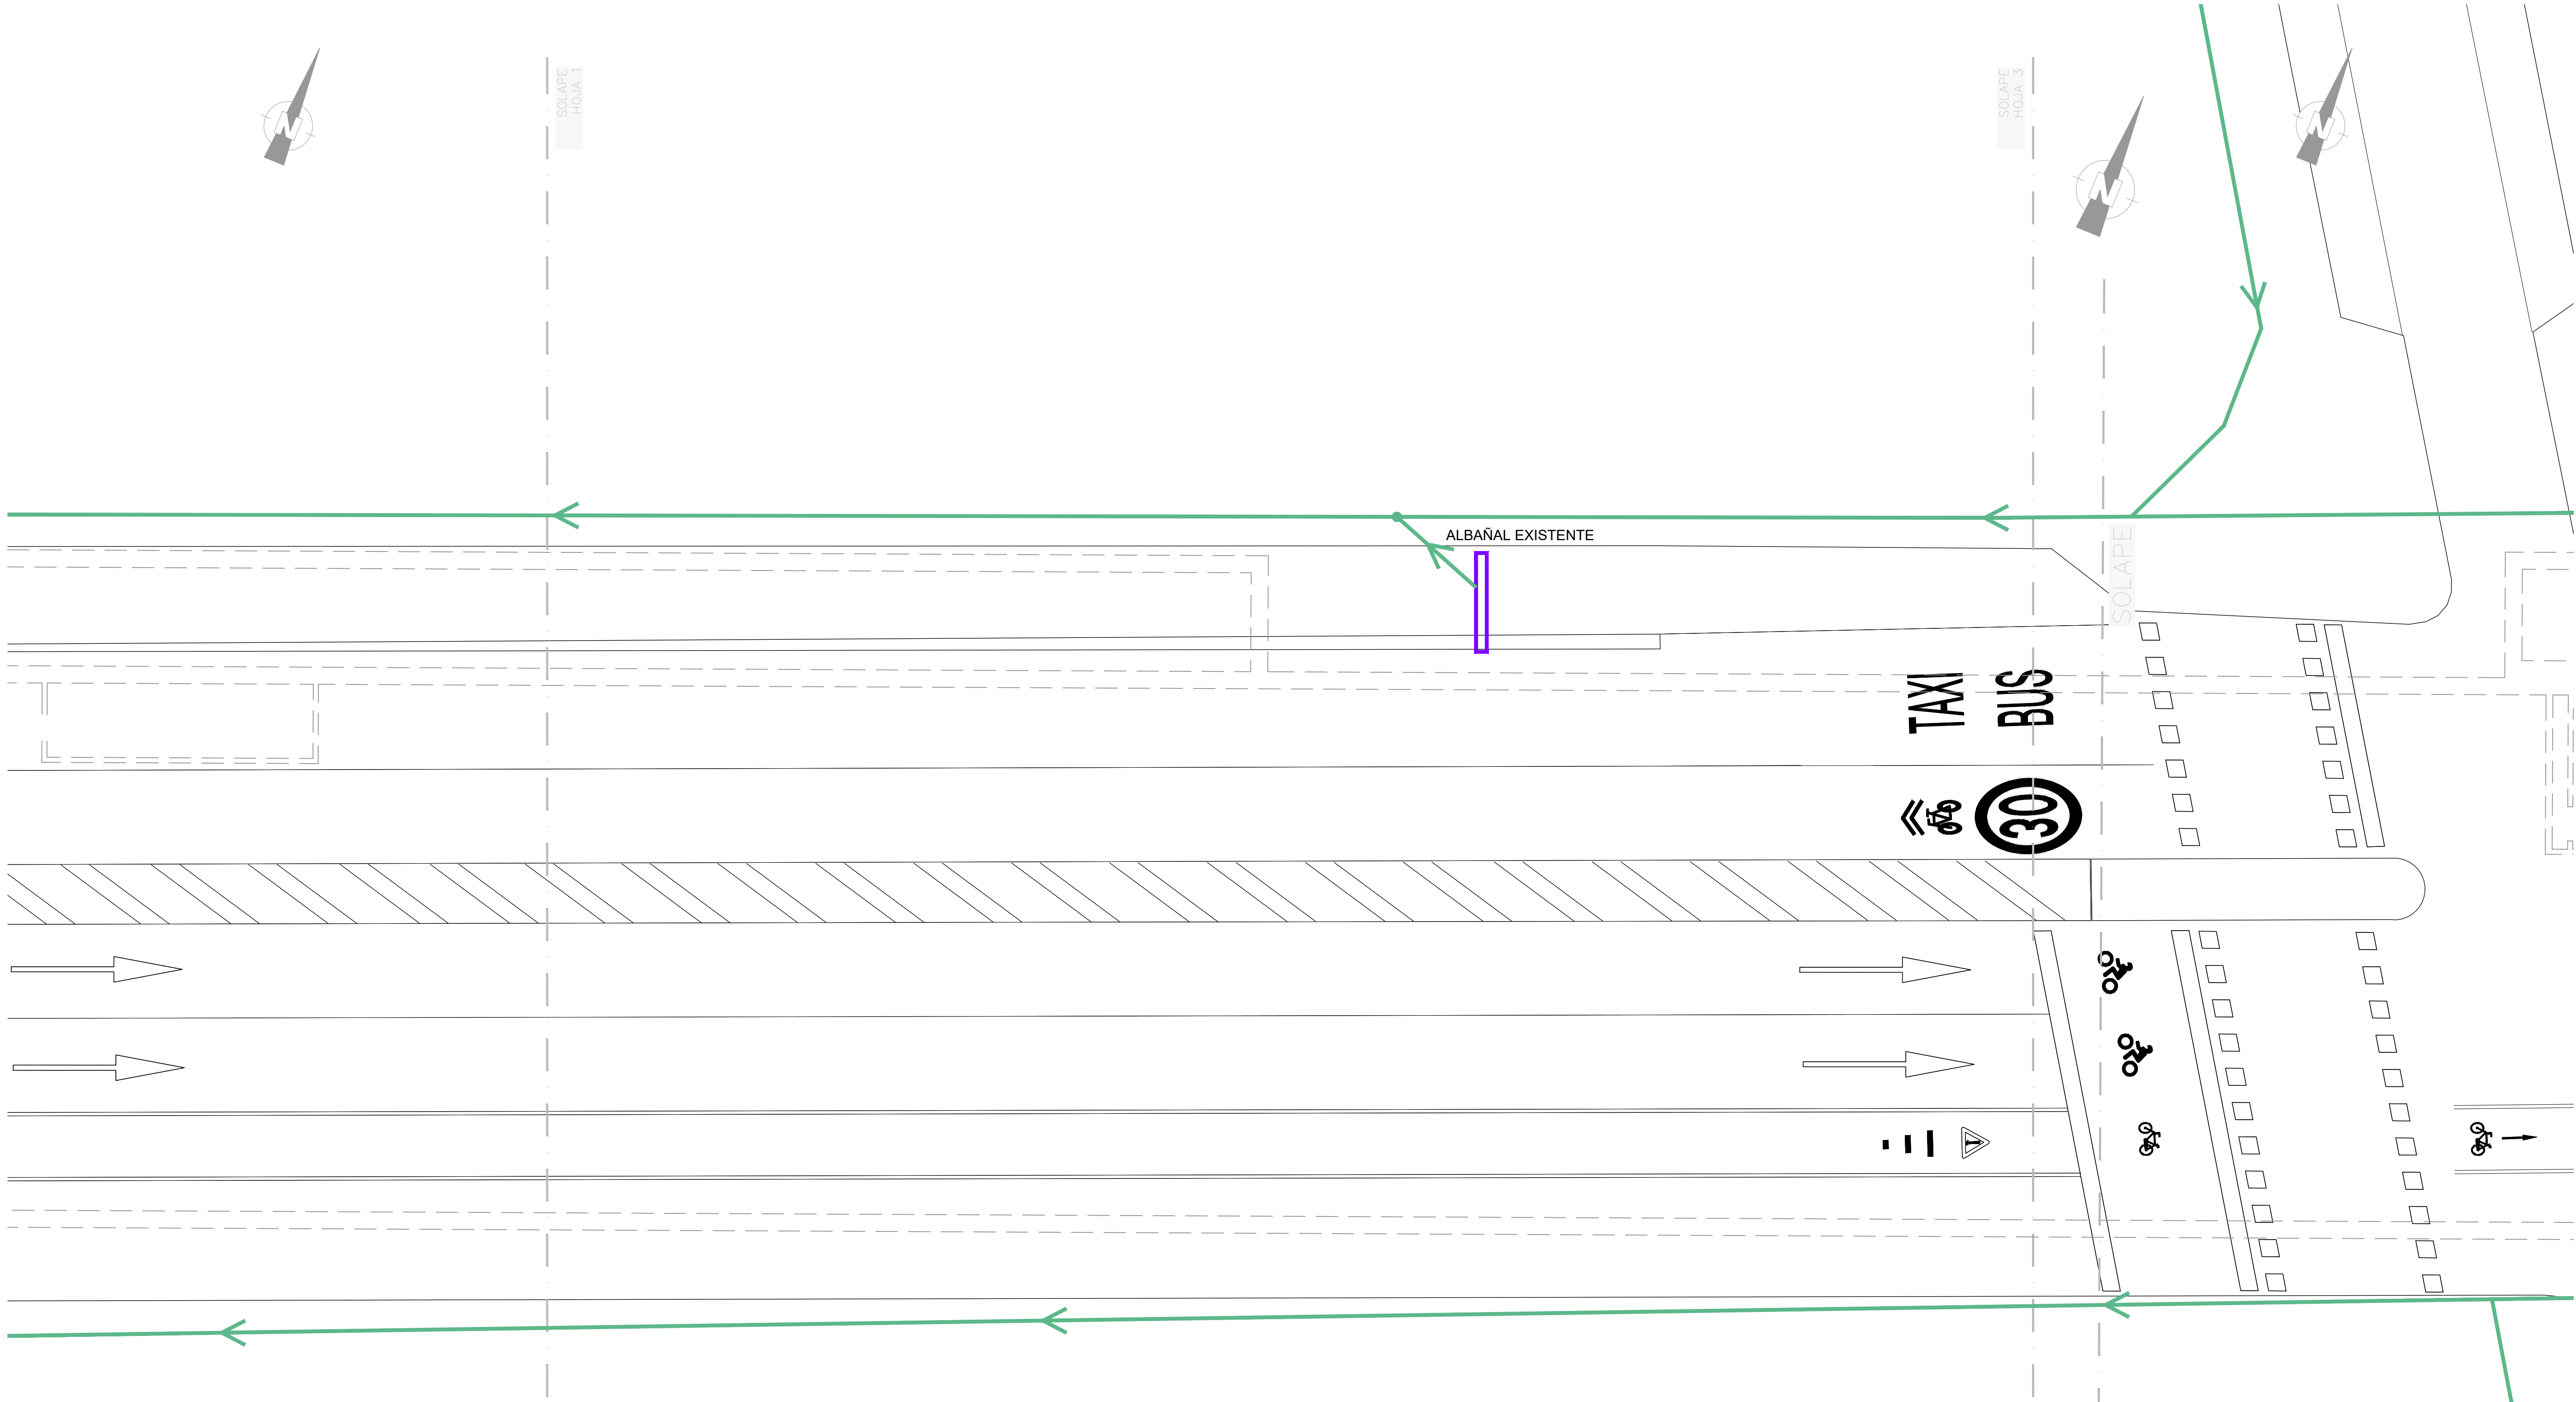 SOLAPE
HOJA 1
SOLAPE
HOJA 3
N
N
N
ALBAÑAL EXISTENTE
SOLAPE
TAXI
BUS
30